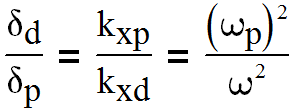 δd/δp = kxp/kxd = (ωp)²/ω²